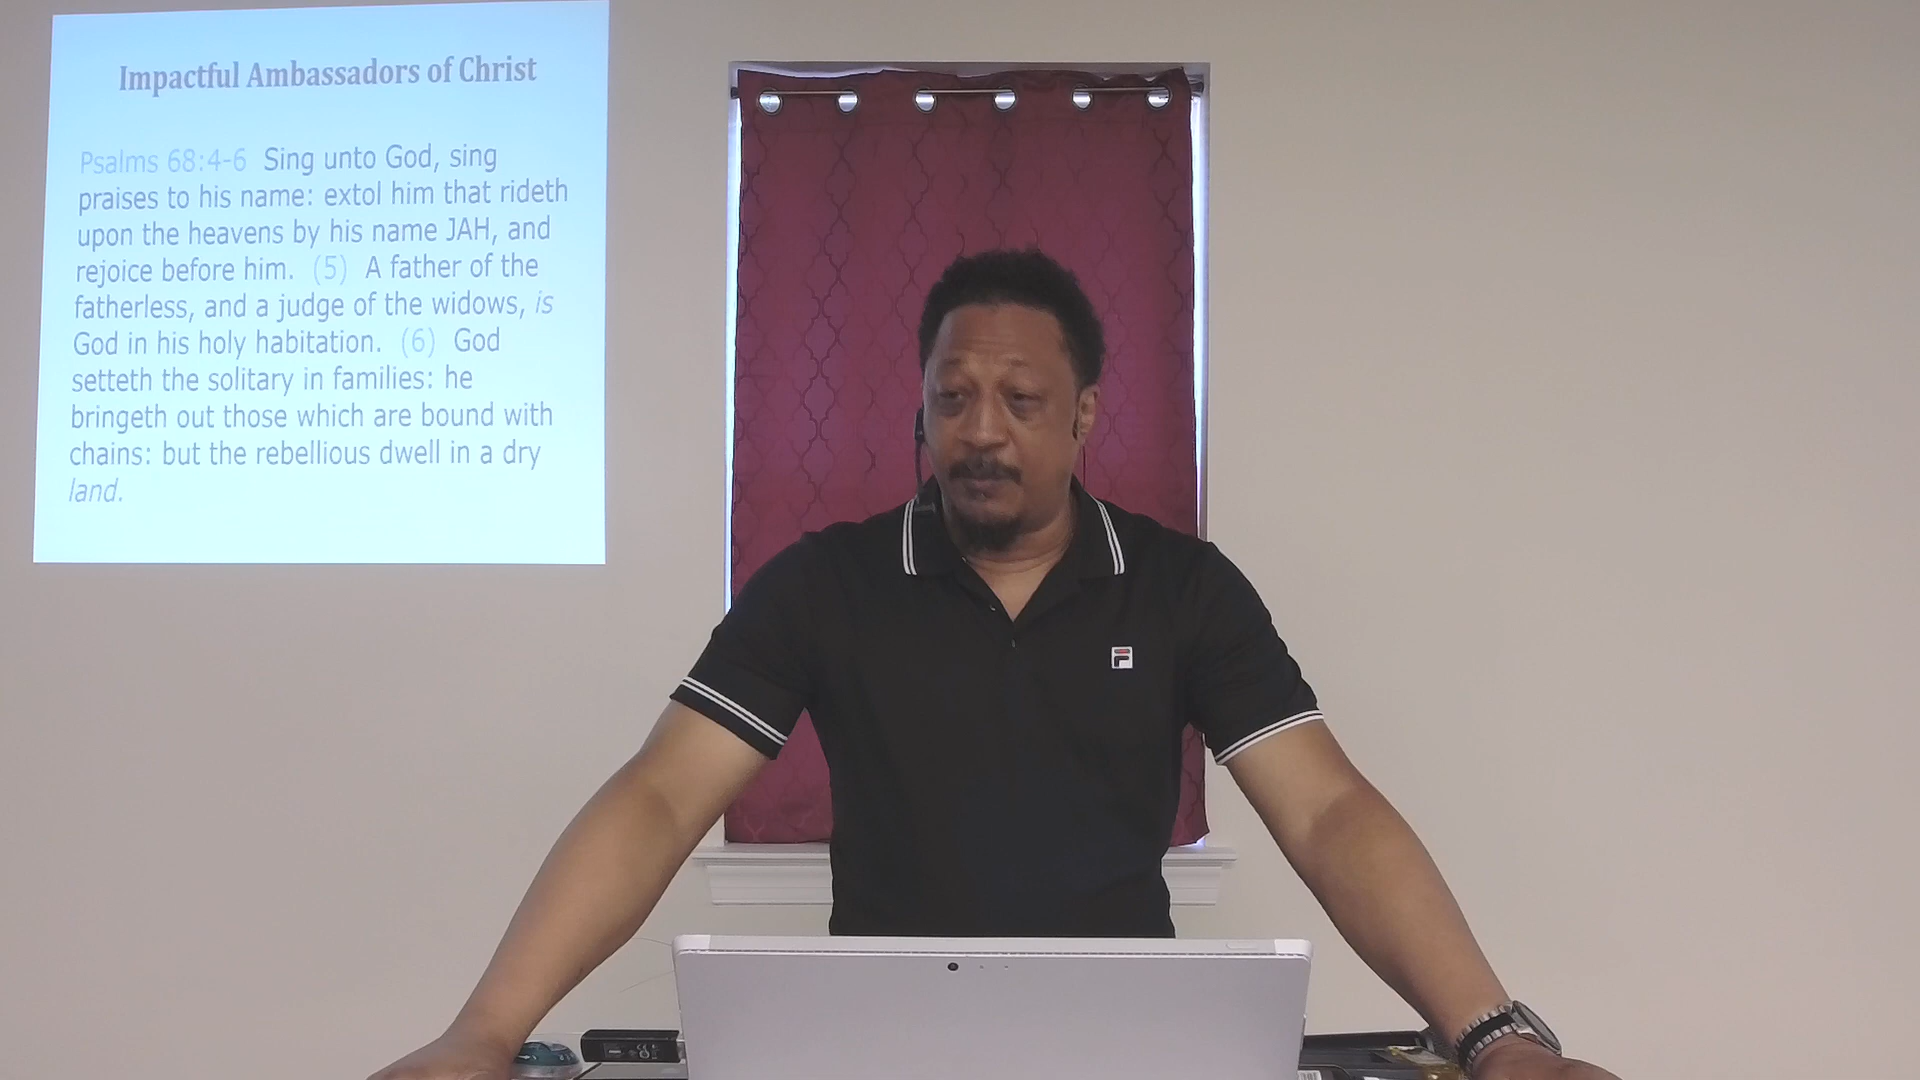 Impactful Ambassadors of Christ
Psalms 68:4-6 Sing unto God, sing
praises to his name: extol him that rideth
upon the heavens by his name JAH, and
rejoice before him. (5) A father of the
fatherless, and a judge of the widows, is
God in his holy habitation. (6) God
setteth the solitary in families: he
bringeth out those which are bound with
chains: but the rebellious dwell in a dry
land.